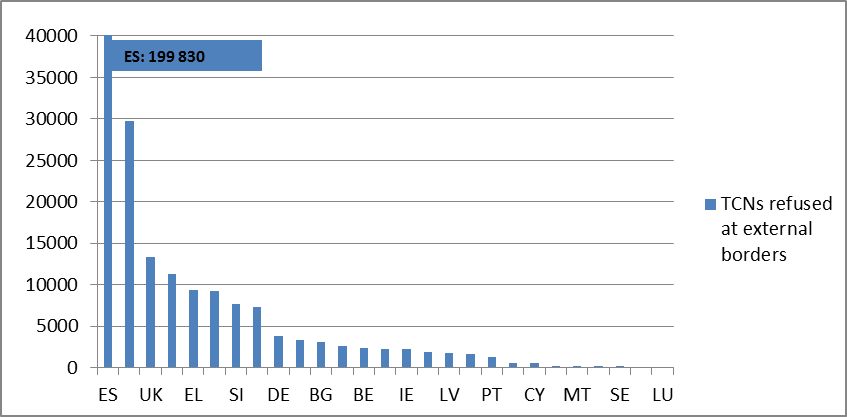 40000
35000
30000
25000
20000
15000
10000
5000
0
ES: 199 830
ES UK EL SI DE BG BE IE LV PT CY MT SE LU
TCNs refused
at external
borders